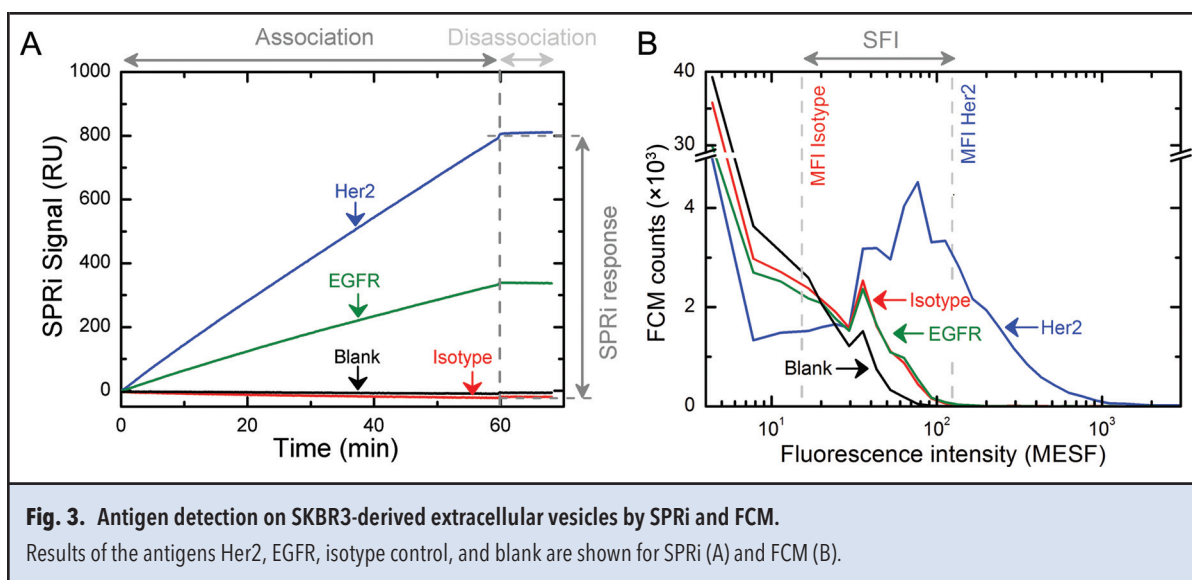 A
Association
Disassociation
1000
800
600
400
200
0
SPRi Signal (RU)
Her2
EGFR
Blank
Isotype
SPRi response
0
20
40
60
Time (min)
B
SFI
40
30
4
2
0
FCM counts (×10³)
MFI Isotype
MFI Her2
Isotype
EGFR
Her2
Blank
10¹
10²
10³
Fluorescence intensity (MESF)
Fig. 3. Antigen detection on SKBR3-derived extracellular vesicles by SPRi and FCM.
Results of the antigens Her2, EGFR, isotype control, and blank are shown for SPRi (A) and FCM (B).